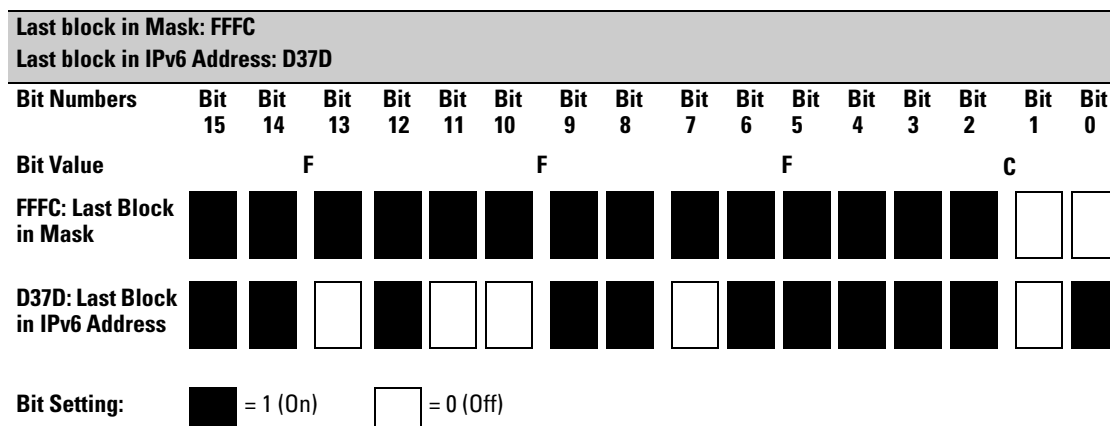 Last block in Mask: FFFC
Last block in IPv6 Address: D37D
Bit Numbers Bit Bit Bit Bit Bit Bit Bit Bit Bit Bit Bit Bit Bit Bit Bit Bit
15 14 13 12 11 10 9 8 7 6 5 4 3 2 1 0
Bit Value F F F C
FFFC: Last Block
in Mask
D37D: Last Block
in IPv6 Address
Bit Setting: = 1 (On) = 0 (Off)